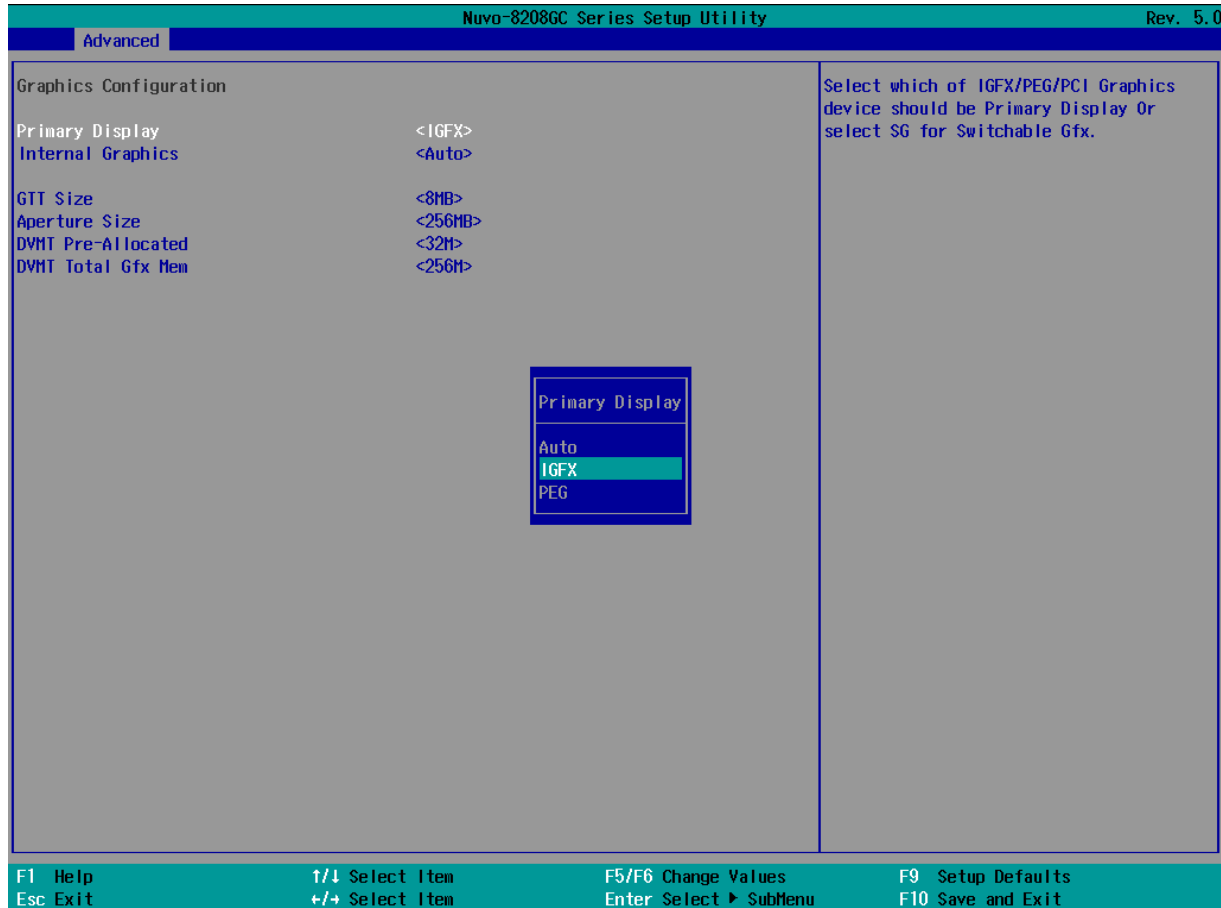 Nuvo-8208GC Series Setup Utility Rev. 5.0
Advanced
Graphics Configuration
Primary Display <IGFX>
Internal Graphics <Auto>
GTT Size <8MB>
Aperture Size <256MB>
DVMT Pre-Allocated <32M>
DVMT Total Gfx Mem <256M>
Select which of IGFX/PEG/PCI Graphics
device should be Primary Display Or
select SG for Switchable Gfx.
Primary Display
Auto
IGFX
PEG
F1 Help ↑/↓ Select Item F5/F6 Change Values F9 Setup Defaults
Esc Exit ←/→ Select Item Enter Select ▶ SubMenu F10 Save and Exit